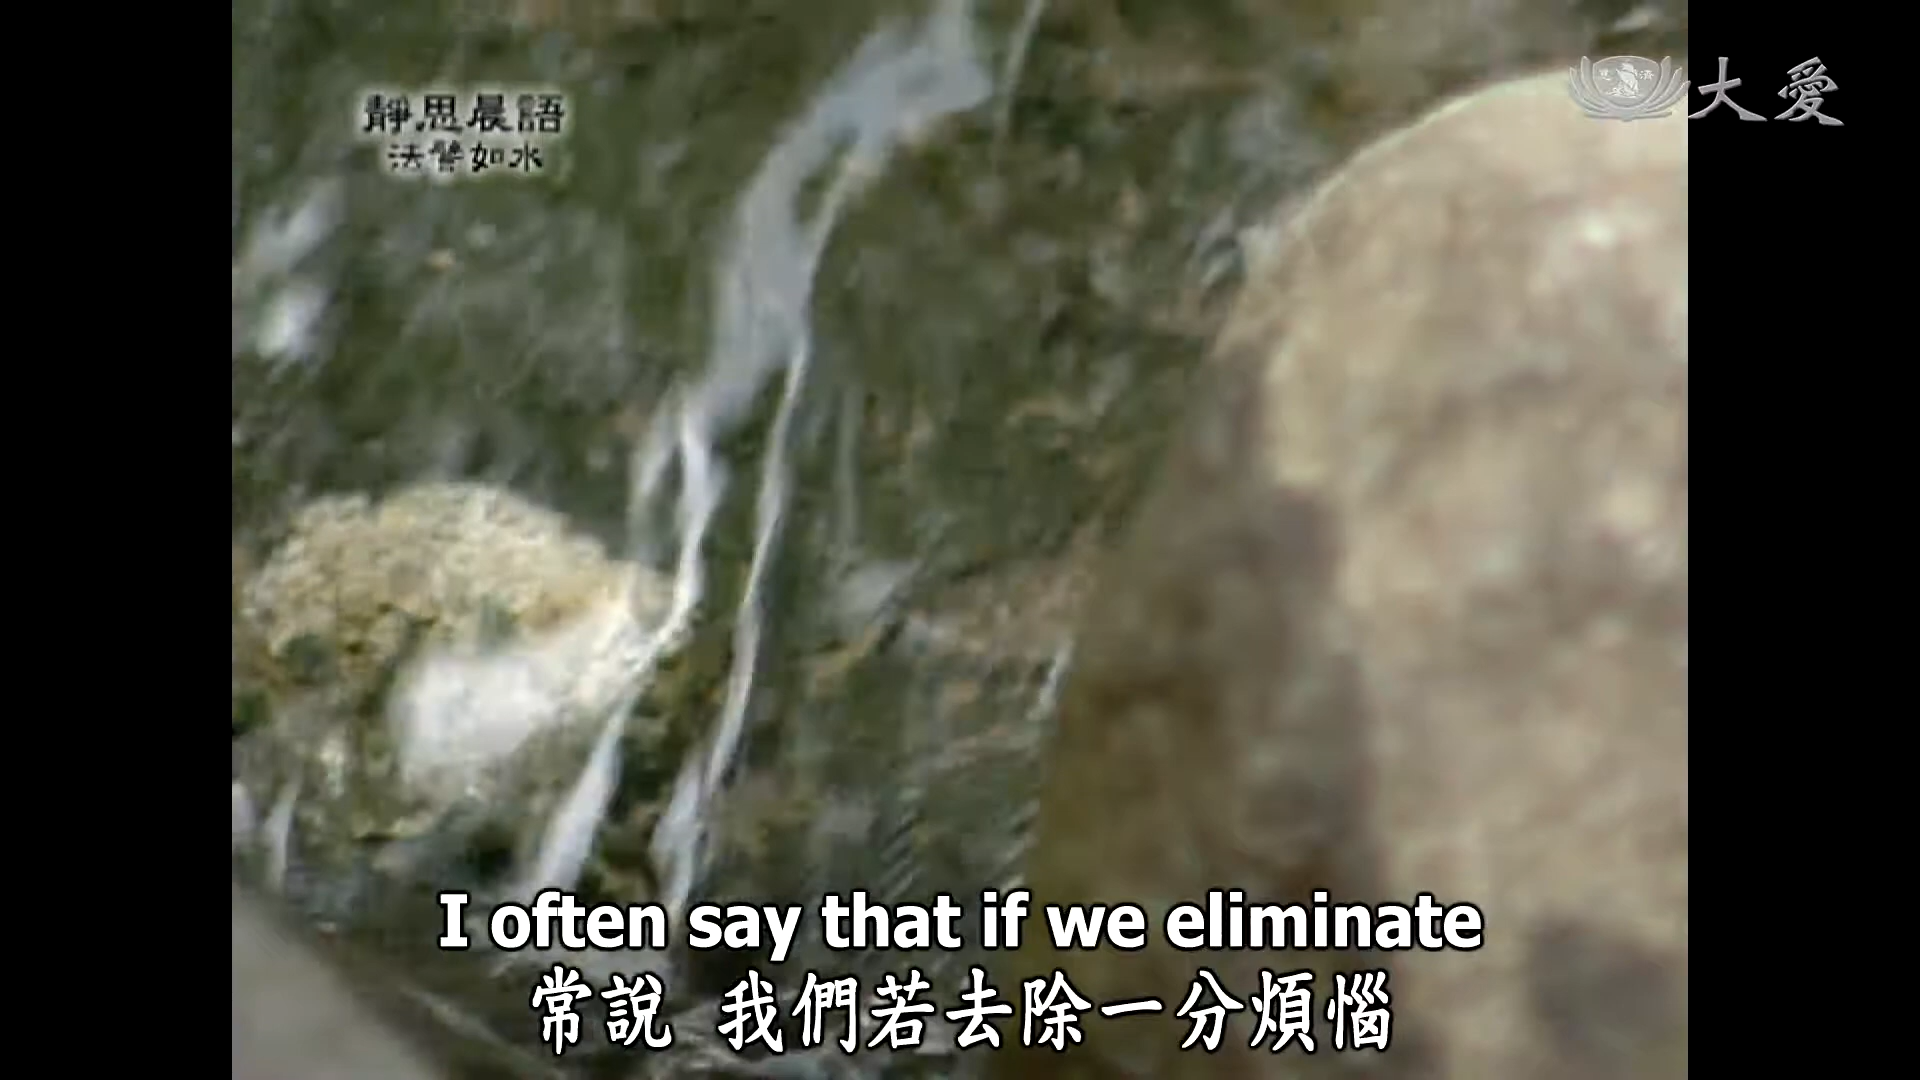 靜思晨語
法譬如水
大愛
I often say that if we eliminate
常說 我們若去除一分煩惱